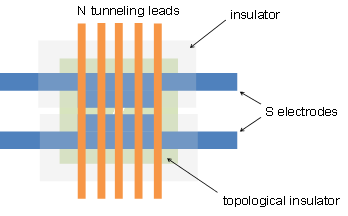 N tunneling leads
insulator
S electrodes
topological insulator